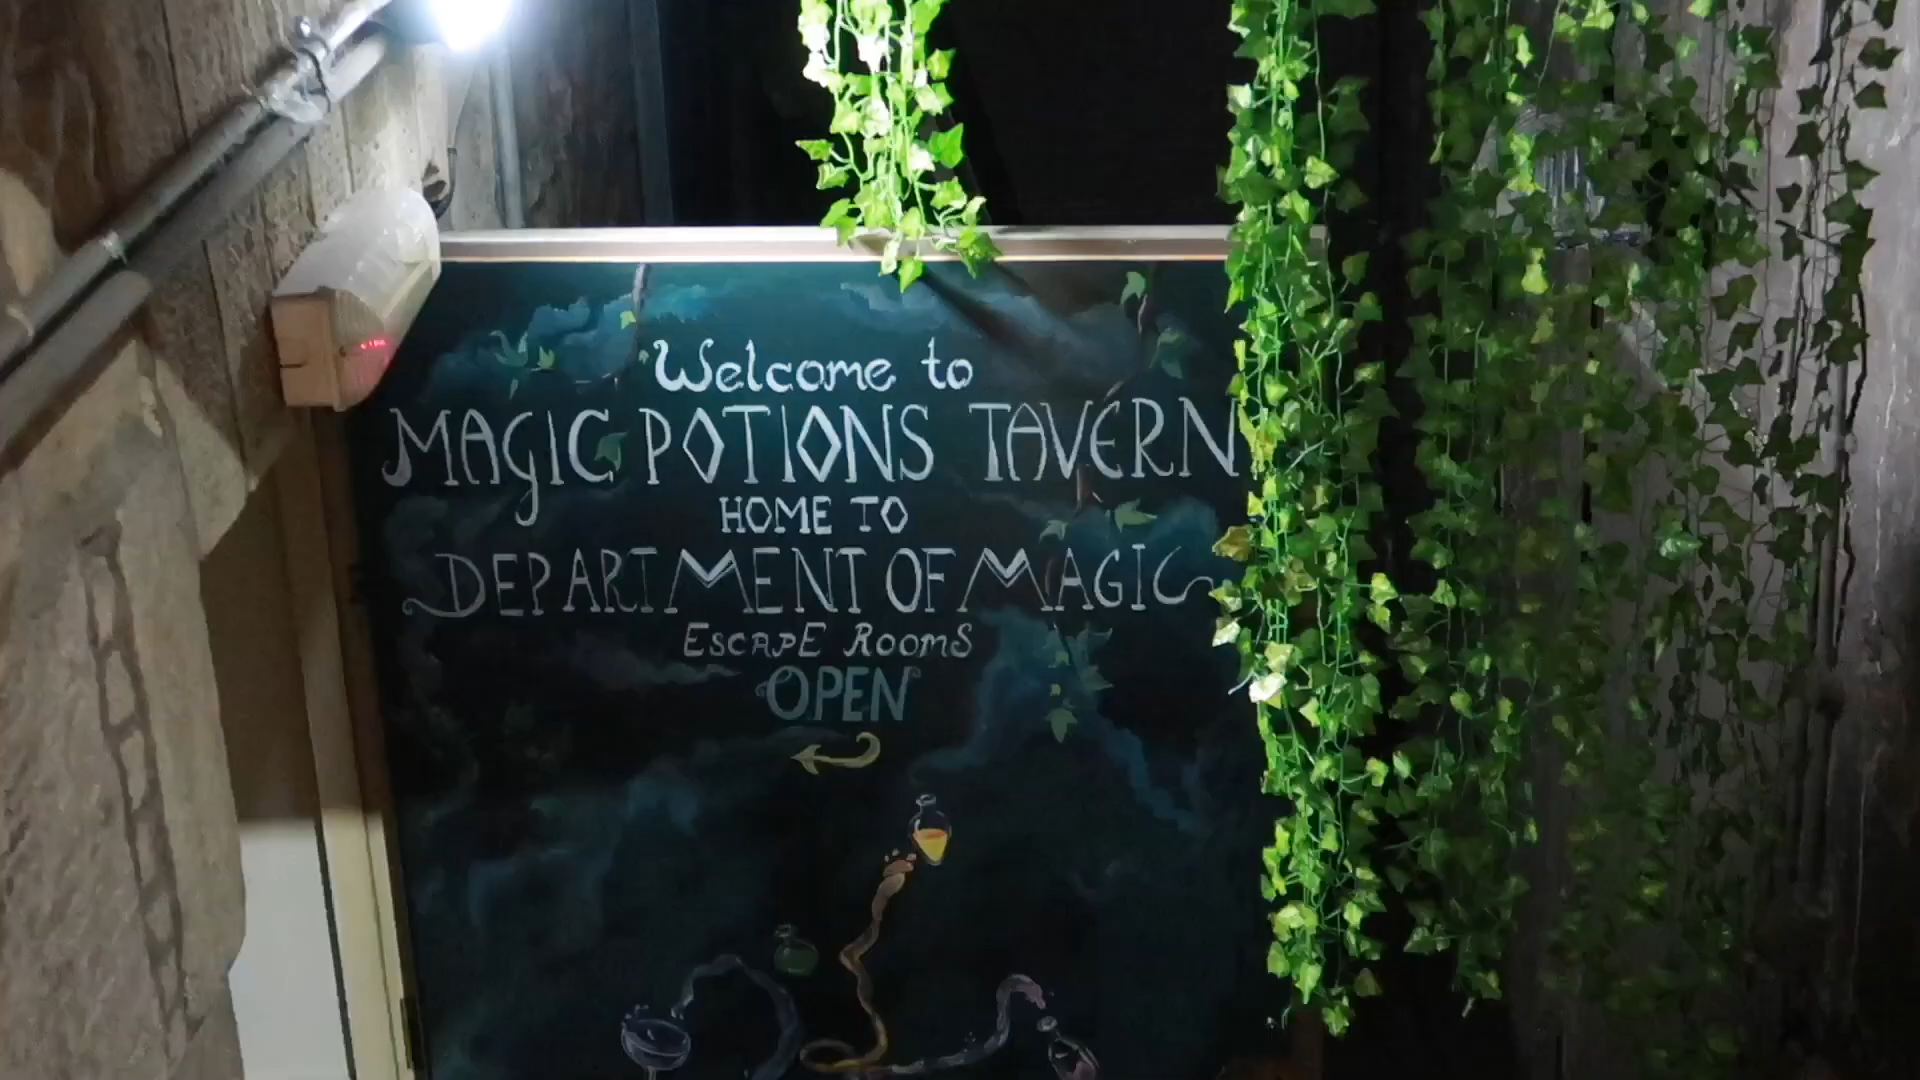 Welcome to
MAGIC POTIONS TAVERN
HOME TO
DEPARTMENT OF MAGIC
ESCAPE ROOMS
OPEN